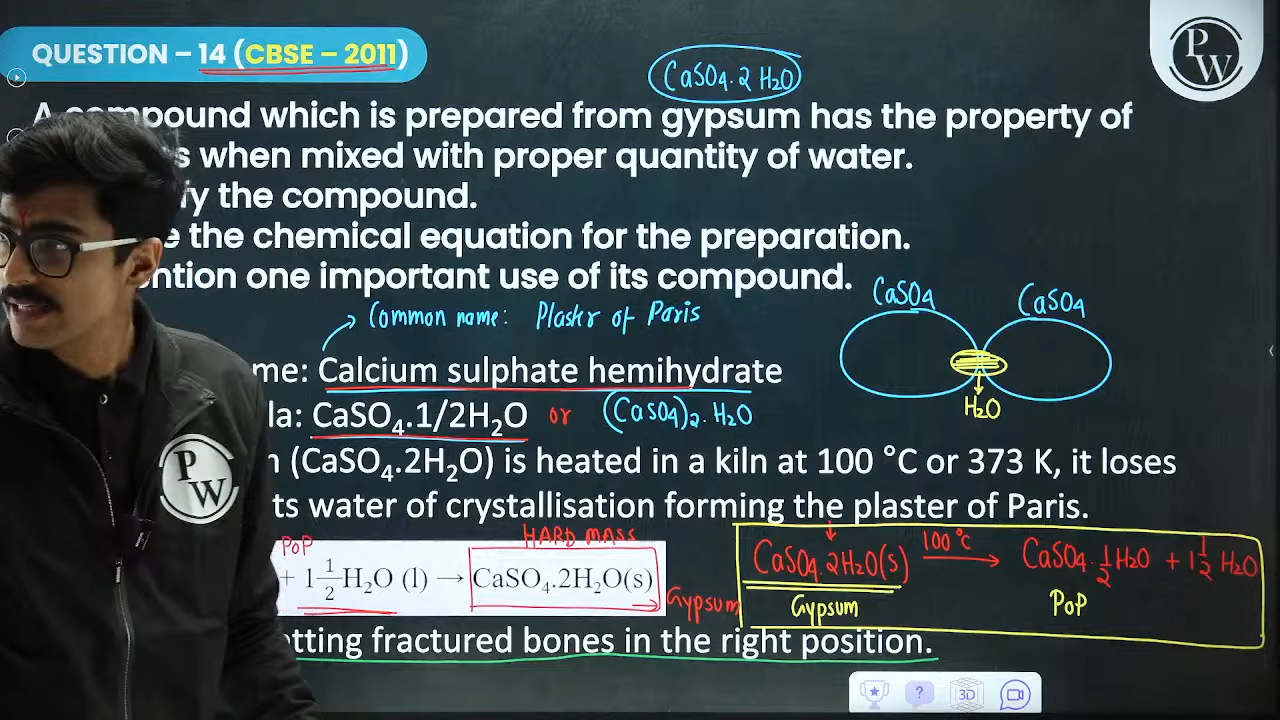 QUESTION – 14 (CBSE – 2011)
CaSO4.2H2O
PW
A compound which is prepared from gypsum has the property of
s when mixed with proper quantity of water.
fy the compound.
e the chemical equation for the preparation.
ntion one important use of its compound.
Common name: Plaster of Paris
CaSO4 CaSO4
H2O
me: Calcium sulphate hemihydrate
la: CaSO₄.1/2H₂O or (CaSO4)2.H2O
(CaSO₄.2H₂O) is heated in a kiln at 100 °C or 373 K, it loses
ts water of crystallisation forming the plaster of Paris.
PoP HARD MASS
+ 1 1/2 H₂O (l) → CaSO₄.2H₂O(s) → Gypsum
CaSO4.2H2O(s) 100°C → CaSO4.1/2H2O + 1 1/2 H2O
Gypsum PoP
tting fractured bones in the right position.
PW
? 3D